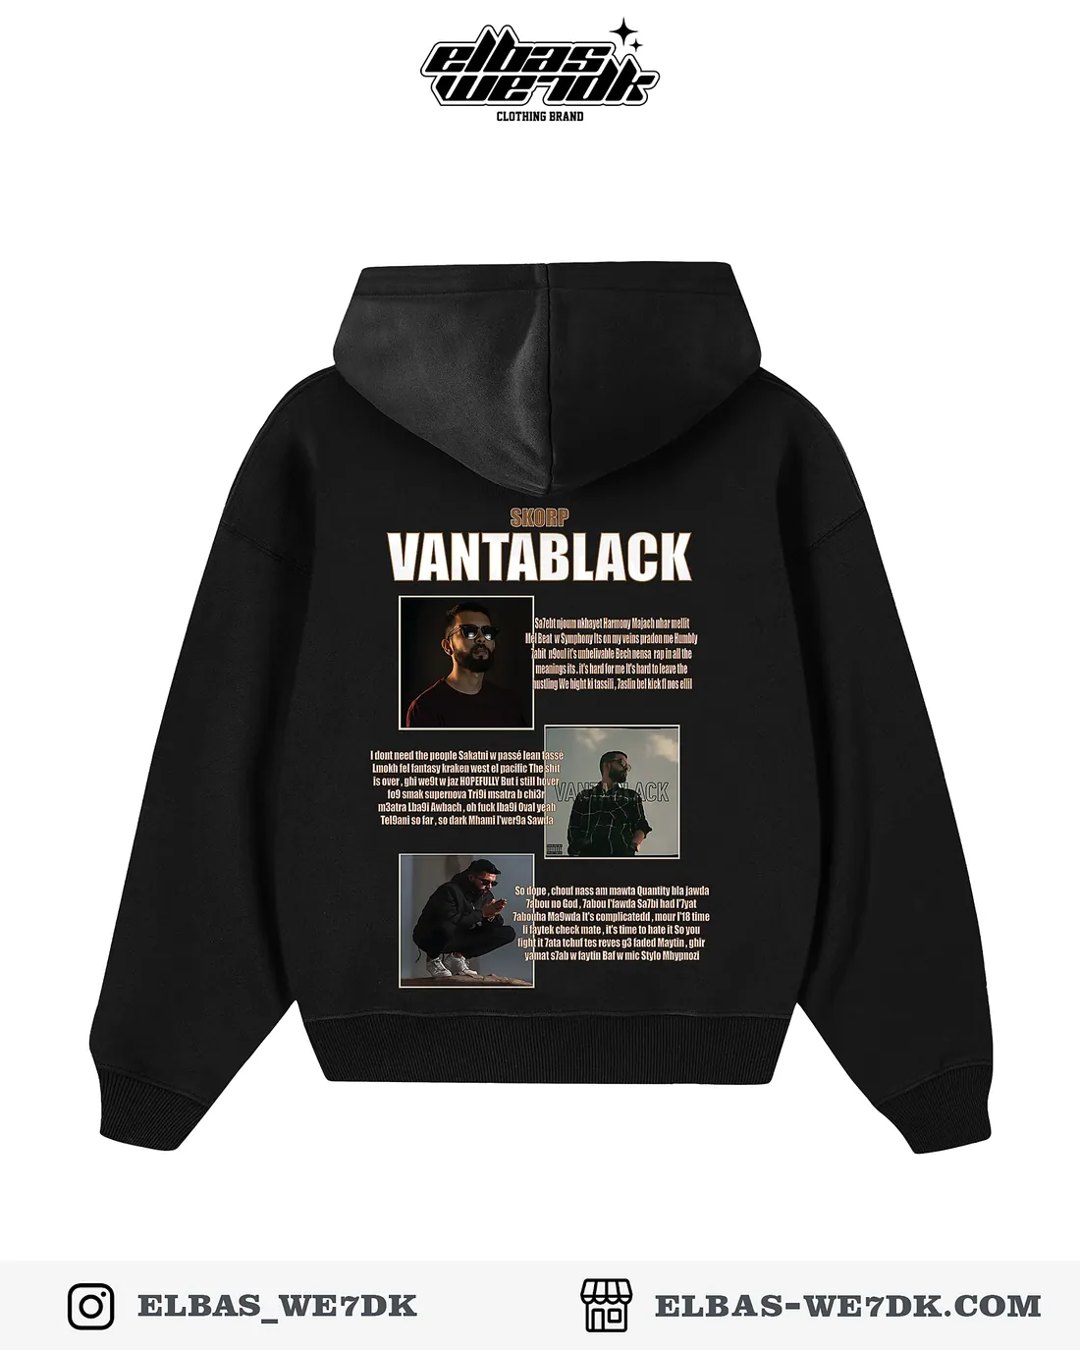 elbas
we7dk
CLOTHING BRAND
SKORP
VANTABLACK
Sa7ebt njoum nkhayet Harmony Majach nhar mellit
Hel Beat w Symphony Its on my veins pradon me Humbly
7abit n9oul it's unbelivable Bech nensa rap in all the
meanings its . it's hard for me It's hard to leave the
hustling We bight ki tassili , 7aslin bel kick fl nos ellil
I dont need the people Sakatni w passé lean tassé
Lmokh fel fantasy kraken west el pacific The shit
is over , ghi we9t w jaz HOPEFULLY But i still hover
fo9 smak supernova Tri9i msatra b chi3r
m3atra Lba9i Awbach , oh fuck lba9i Oval yeah
Tel9ani so far , so dark Mhami l'wer9a Sawda
VANTABLACK
So dope , chouf nass am mawta Quantity bla jawda
7abou no God , 7abou l'fawda Sa7bi had l'7yat
7abouha Ma9wda It's complicatedd , mour l'18 time
li faytek check mate , it's time to hate it So you
fight it 7ata tchuf tes reves g3 faded Maytin , ghir
yamat s7ab w faytin Baf w mic Stylo Mhypnozi
ELBAS_WE7DK
ELBAS-WE7DK.COM